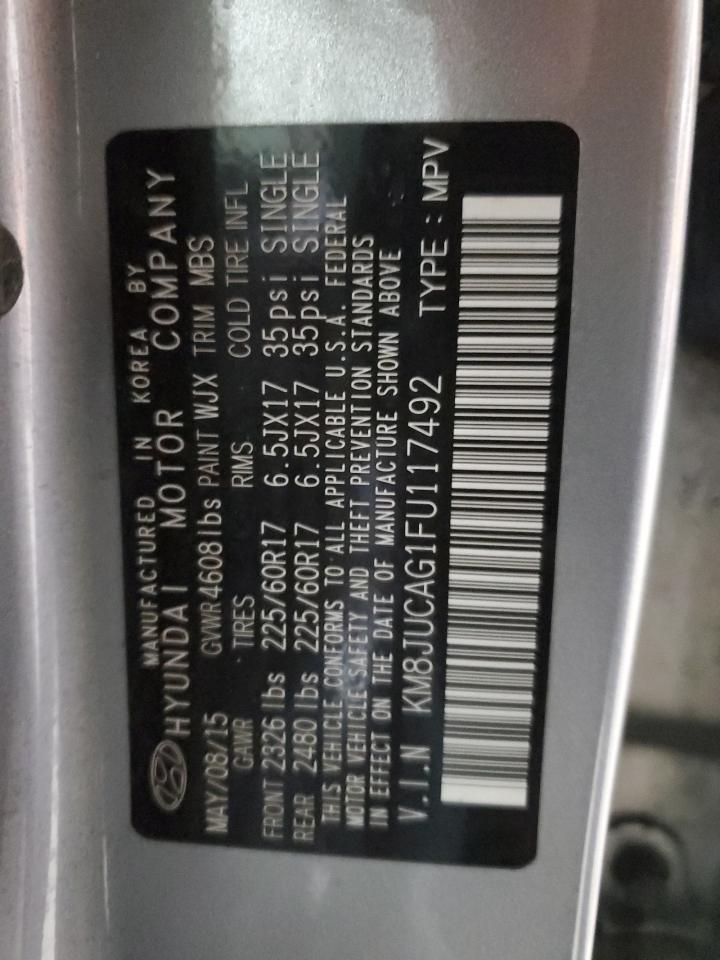 MANUFACTURED IN KOREA BY
HYUNDAI MOTOR COMPANY
MAY/08/15 GVWR 4608 lbs PAINT WJX TRIM MBS
GAWR TIRES RIMS COLD TIRE INFL
FRONT 2326 lbs 225/60R17 6.5JX17 35psi SINGLE
REAR 2480 lbs 225/60R17 6.5JX17 35psi SINGLE
THIS VEHICLE CONFORMS TO ALL APPLICABLE U.S.A. FEDERAL
MOTOR VEHICLE SAFETY AND THEFT PREVENTION STANDARDS
IN EFFECT ON THE DATE OF MANUFACTURE SHOWN ABOVE
V.I.N KM8JUCAG1FU117492 TYPE : MPV